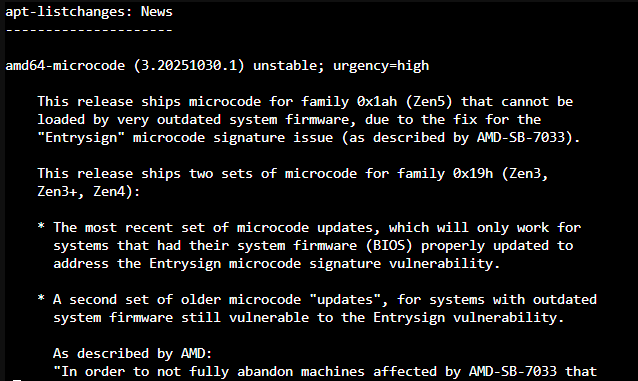 apt-listchanges: News
---------------------
amd64-microcode (3.20251030.1) unstable; urgency=high
This release ships microcode for family 0x1ah (Zen5) that cannot be
loaded by very outdated system firmware, due to the fix for the
"Entrysign" microcode signature issue (as described by AMD-SB-7033).
This release ships two sets of microcode for family 0x19h (Zen3,
Zen3+, Zen4):
* The most recent set of microcode updates, which will only work for
systems that had their system firmware (BIOS) properly updated to
address the Entrysign microcode signature vulnerability.
* A second set of older microcode "updates", for systems with outdated
system firmware still vulnerable to the Entrysign vulnerability.
As described by AMD:
"In order to not fully abandon machines affected by AMD-SB-7033 that